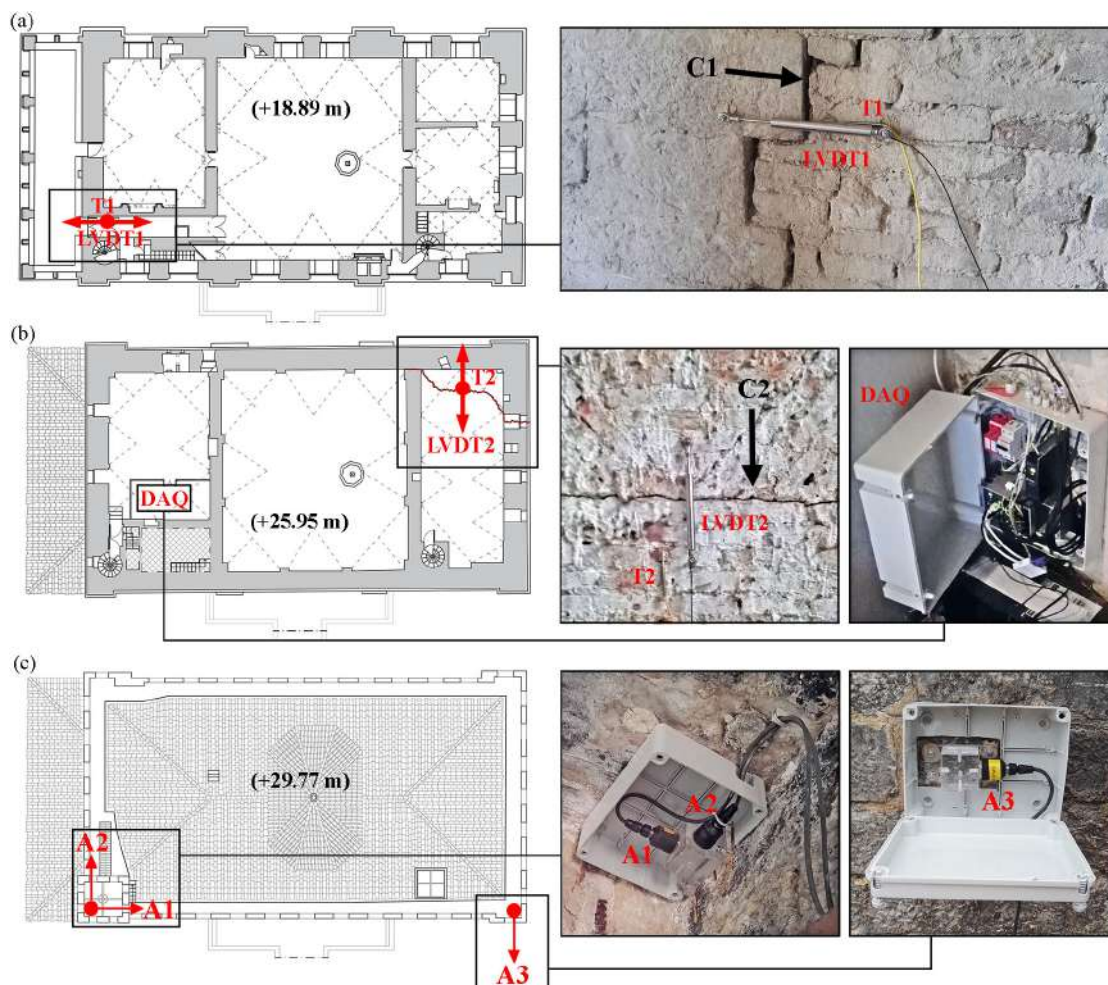 (a)
(+18.89 m)
T1
LVDT1
C1
T1
LVDT1
(b)
T2
LVDT2
DAQ
(+25.95 m)
C2
LVDT2
T2
DAQ
(c)
(+29.77 m)
A2
A1
A3
A2
A1
A3